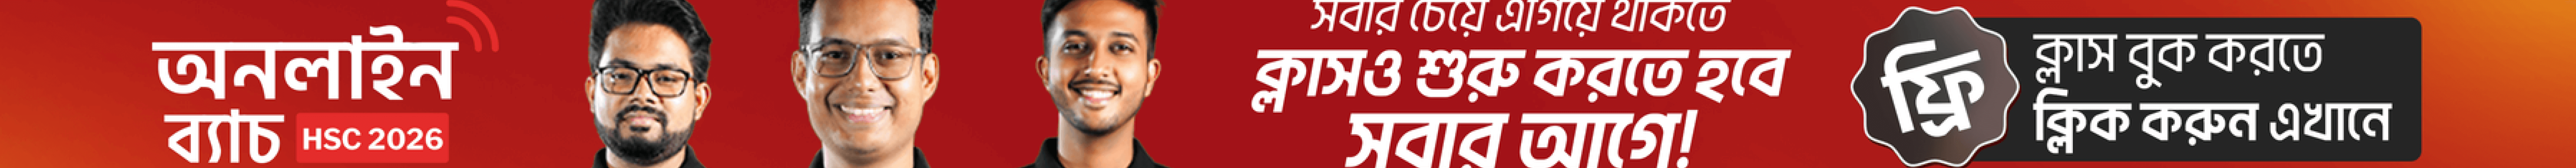 অনলাইন
ব্যাচ HSC 2026
সবার চেয়ে এগিয়ে থাকতে
ক্লাসও শুরু করতে হবে
সবার আগে!
ফ্রি
ক্লাস বুক করতে
ক্লিক করুন এখানে